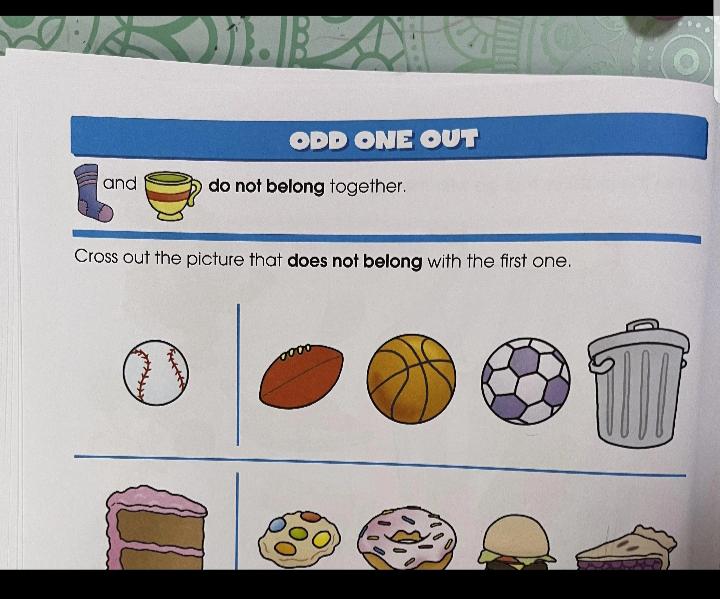 ODD ONE OUT
and do not belong together.
Cross out the picture that does not belong with the first one.